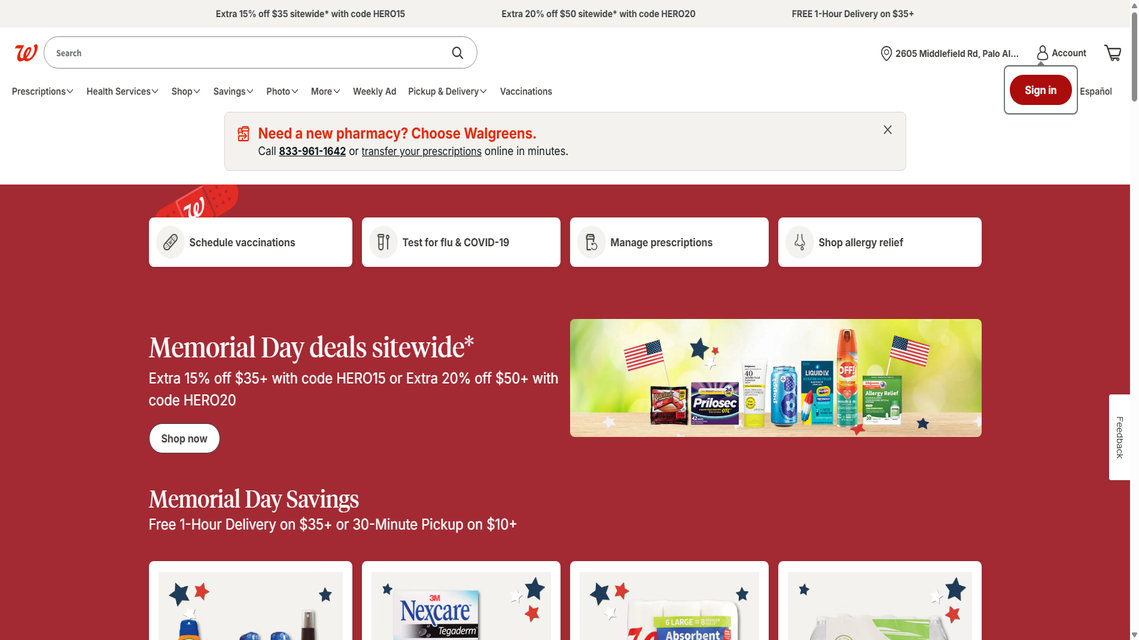 Extra 15% off $35 sitewide* with code HERO15
Extra 20% off $50 sitewide* with code HERO20
FREE 1-Hour Delivery on $35+
W
Search
2605 Middlefield Rd, Palo Al...
Account
Prescriptions
Health Services
Shop
Savings
Photo
More
Weekly Ad
Pickup & Delivery
Vaccinations
Sign in
Español
Need a new pharmacy? Choose Walgreens.
Call 833-961-1642 or transfer your prescriptions online in minutes.
W
Schedule vaccinations
Test for flu & COVID-19
Manage prescriptions
Shop allergy relief
Memorial Day deals sitewide*
Extra 15% off $35+ with code HERO15 or Extra 20% off $50+ with
code HERO20
Shop now
40
Prilosec
OTC
LIQUID I.V.
OFF!
Allergy Relief
Feedback
Memorial Day Savings
Free 1-Hour Delivery on $35+ or 30-Minute Pickup on $10+
3M
Nexcare
Tegaderm
6 LARGE = 8
Absorbent